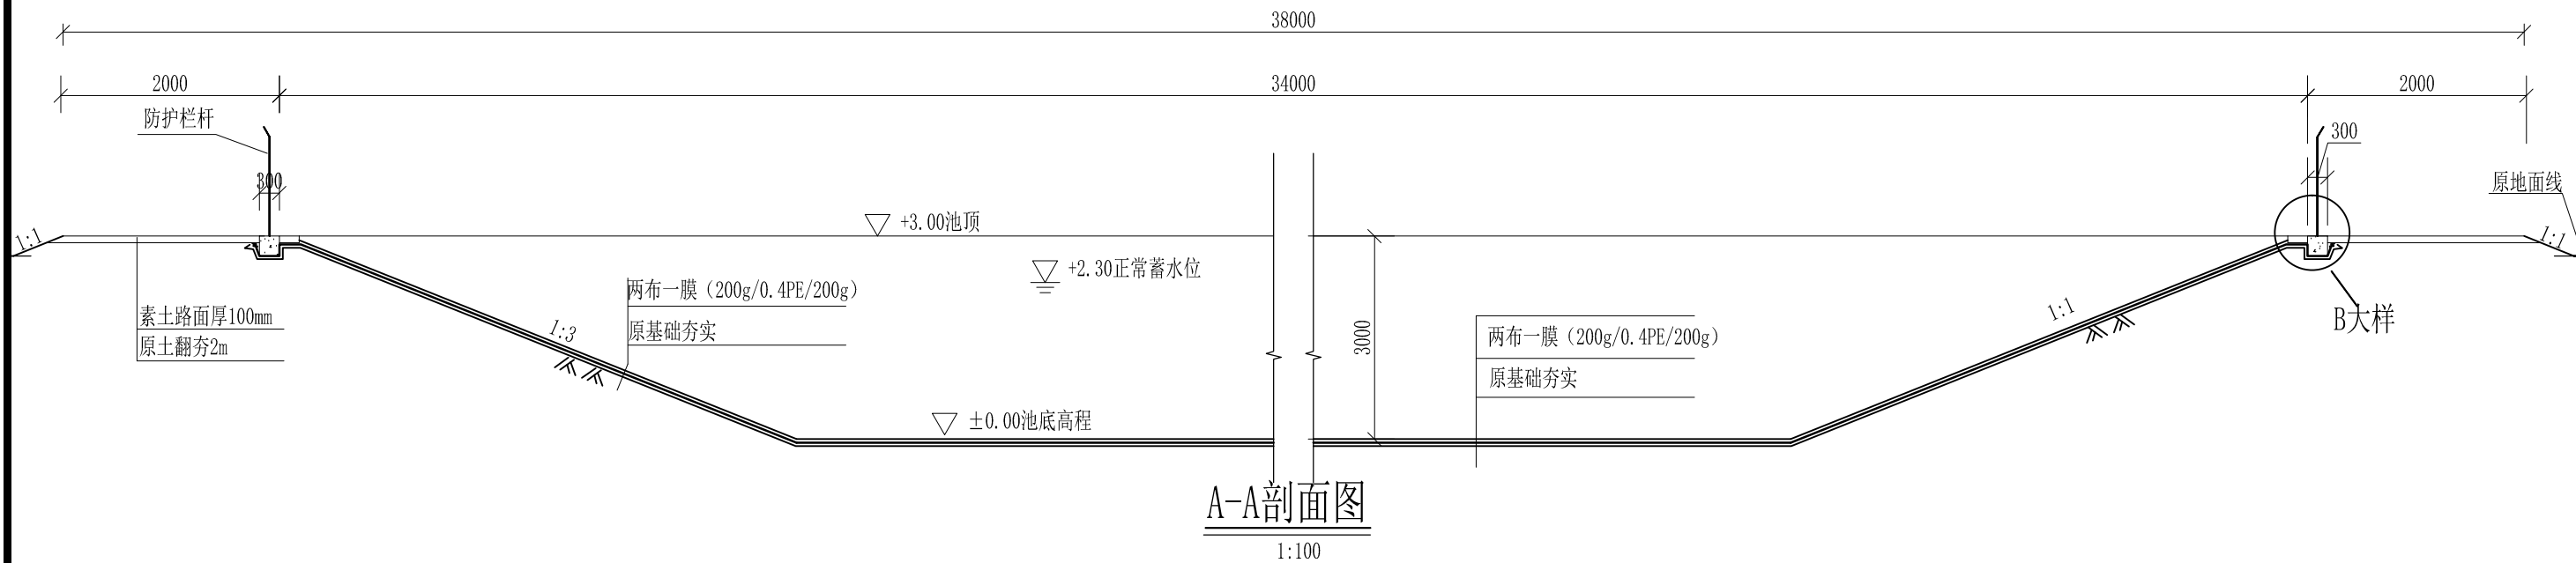 38000
2000
34000
2000
防护栏杆
300
300
原地面线
1:1
+3.00池顶
1:1
+2.30正常蓄水位
两布一膜（200g/0.4PE/200g）
素土路面厚100mm
原土翻夯2m
1:3
原基础夯实
3000
两布一膜（200g/0.4PE/200g）
原基础夯实
1:1
B大样
±0.00池底高程
A-A剖面图
1:100